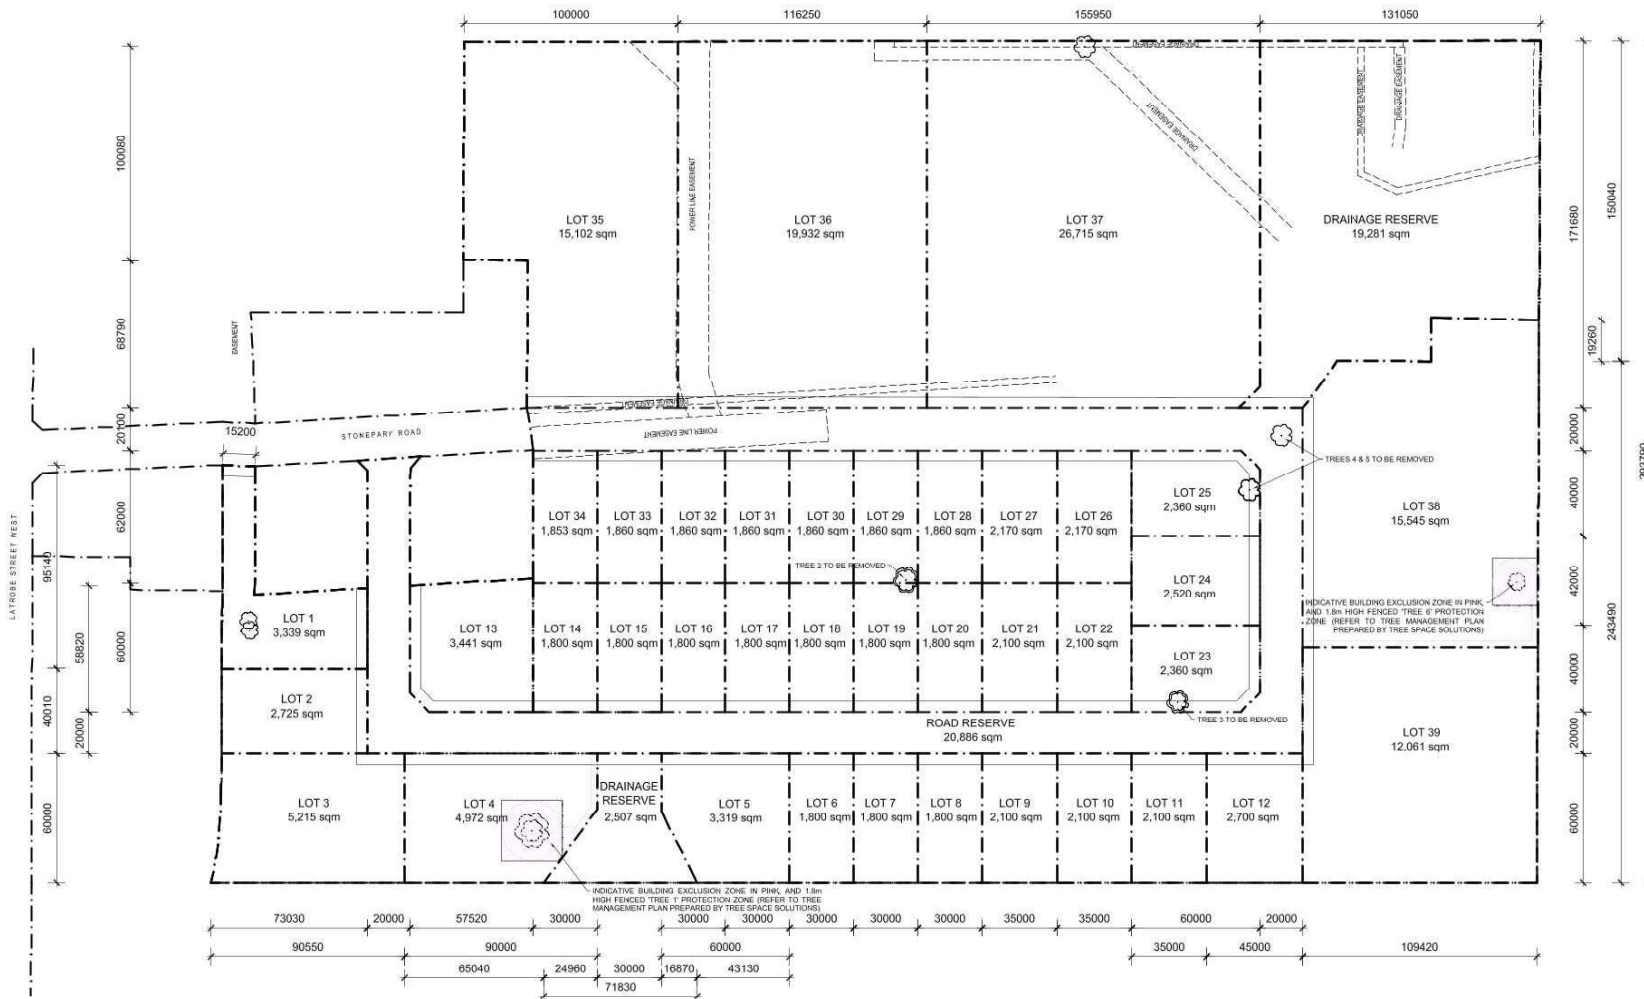 100000
116250
155950
131050
DRAINAGE EASEMENT
DRAINAGE EASEMENT
DRAINAGE EASEMENT
DRAINAGE EASEMENT
100080
POWER LINE EASEMENT
LOT 35
15,102 sqm
LOT 36
19,932 sqm
LOT 37
26,715 sqm
DRAINAGE RESERVE
19,281 sqm
171680
150040
68790
EASEMENT
19260
20100
15200
STONEPARY ROAD
DRAINAGE EASEMENT
POWER LINE EASEMENT
20000
TREES 4 & 5 TO BE REMOVED
LATROBE STREET WEST
95140
62000
LOT 34
1,853 sqm
LOT 33
1,860 sqm
LOT 32
1,860 sqm
LOT 31
1,860 sqm
LOT 30
1,860 sqm
LOT 29
1,860 sqm
LOT 28
1,860 sqm
LOT 27
2,170 sqm
LOT 26
2,170 sqm
LOT 25
2,360 sqm
LOT 38
15,545 sqm
40000
TREE 2 TO BE REMOVED
LOT 24
2,520 sqm
42000
INDICATIVE BUILDING EXCLUSION ZONE IN PINK,
AND 1.8m HIGH FENCED 'TREE 6' PROTECTION
ZONE (REFER TO TREE MANAGEMENT PLAN
PREPARED BY TREE SPACE SOLUTIONS)
243490
58820
60000
LOT 1
3,339 sqm
LOT 13
3,441 sqm
LOT 14
1,800 sqm
LOT 15
1,800 sqm
LOT 16
1,800 sqm
LOT 17
1,800 sqm
LOT 18
1,800 sqm
LOT 19
1,800 sqm
LOT 20
1,800 sqm
LOT 21
2,100 sqm
LOT 22
2,100 sqm
LOT 23
2,360 sqm
40000
40010
20000
LOT 2
2,725 sqm
ROAD RESERVE
20,886 sqm
TREE 3 TO BE REMOVED
LOT 39
12.061 sqm
20000
60000
LOT 3
5,215 sqm
LOT 4
4,972 sqm
DRAINAGE
RESERVE
2,507 sqm
LOT 5
3,319 sqm
LOT 6
1,800 sqm
LOT 7
1,800 sqm
LOT 8
1,800 sqm
LOT 9
2,100 sqm
LOT 10
2,100 sqm
LOT 11
2,100 sqm
LOT 12
2,700 sqm
60000
INDICATIVE BUILDING EXCLUSION ZONE IN PINK, AND 1.8m
HIGH FENCED 'TREE 1' PROTECTION ZONE (REFER TO TREE
MANAGEMENT PLAN PREPARED BY TREE SPACE SOLUTIONS)
73030
20000
57520
30000
30000
30000
30000
30000
30000
35000
35000
60000
20000
90550
90000
60000
35000
45000
109420
65040
24960
30000
16870
43130
71830